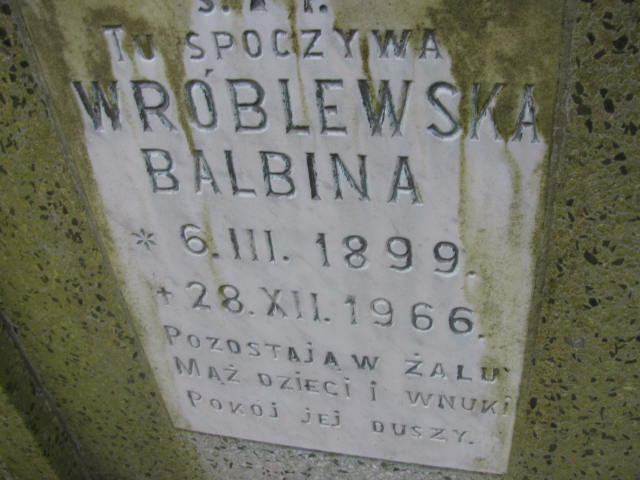 Ś. † P.
TU SPOCZYWA
WRÓBLEWSKA
BALBINA
* 6.III. 1899.
+ 28.XII.1966.
POZOSTAJĄ W ŻALU
MĄŻ DZIECI I WNUKI
POKÓJ JEJ DUSZY.